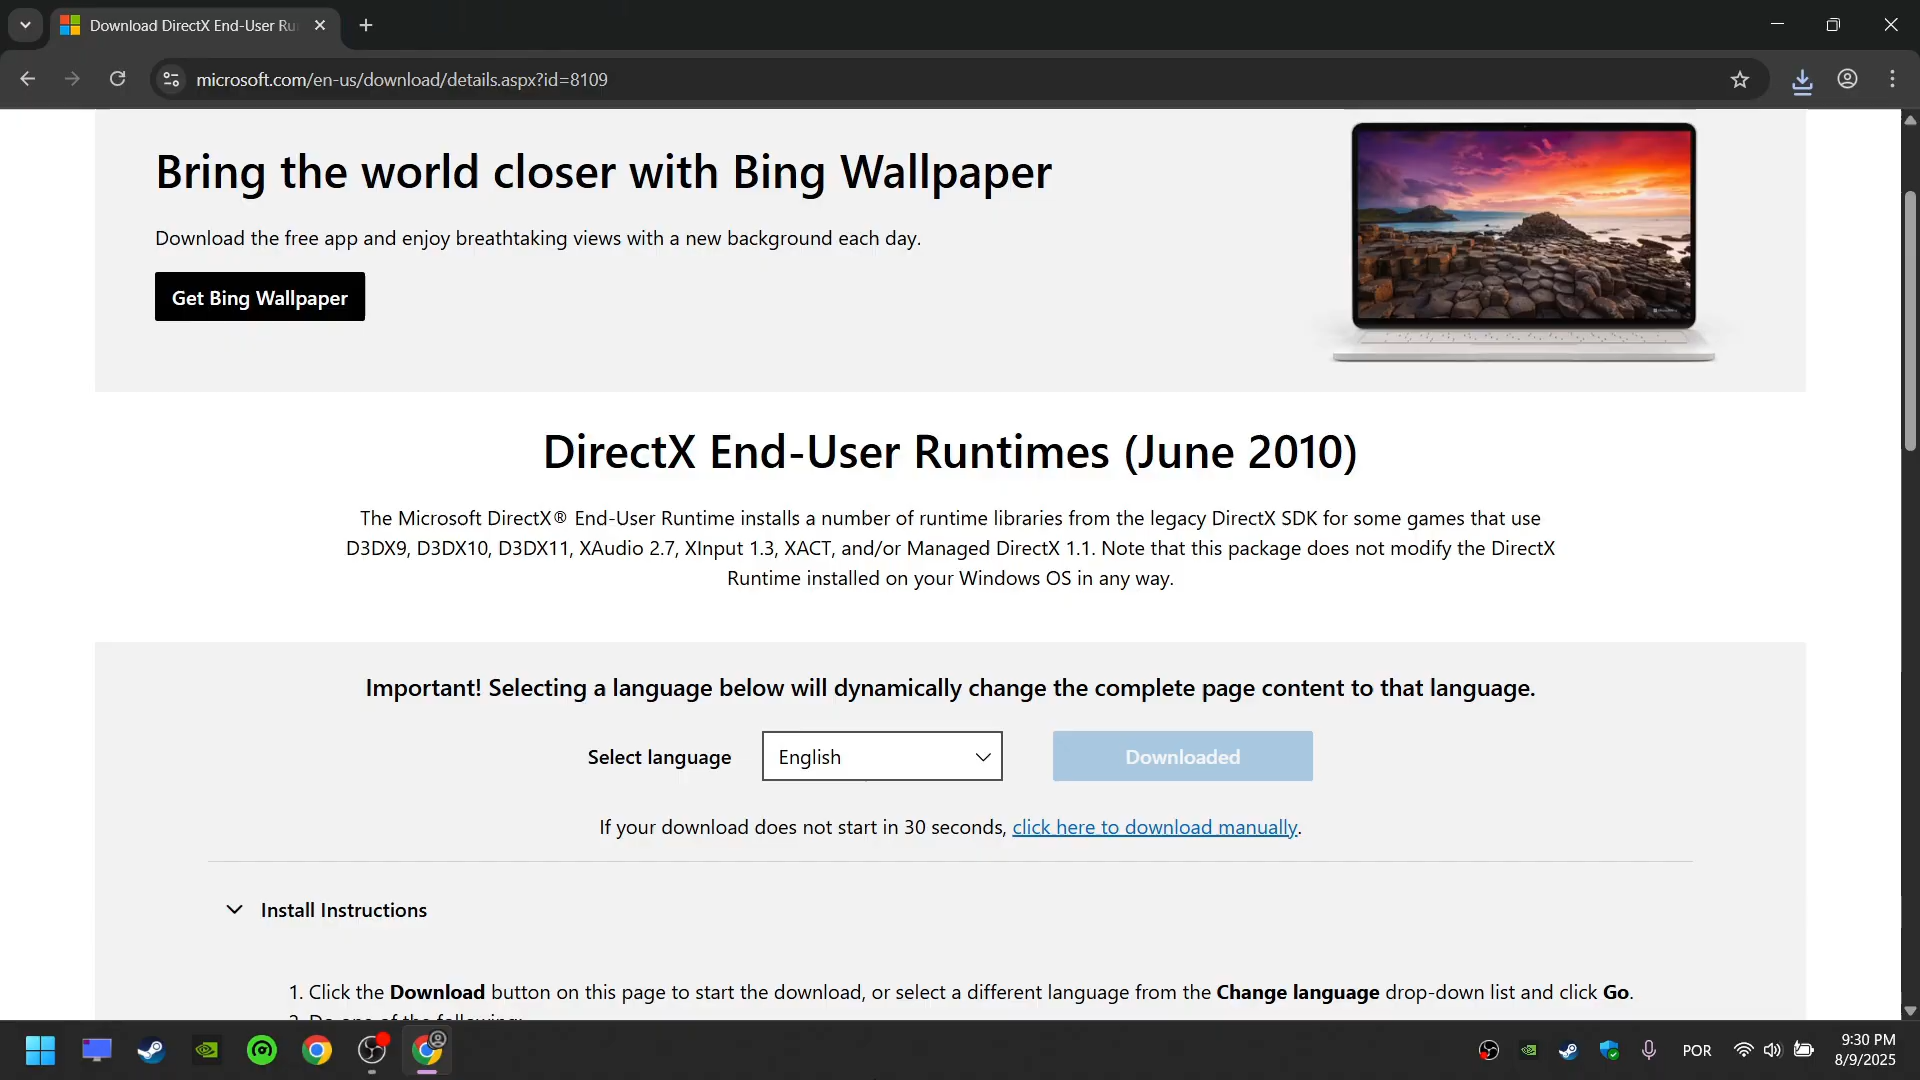 Download DirectX End-User Ru
microsoft.com/en-us/download/details.aspx?id=8109
Bring the world closer with Bing Wallpaper
Download the free app and enjoy breathtaking views with a new background each day.
Get Bing Wallpaper
DirectX End-User Runtimes (June 2010)
The Microsoft DirectX® End-User Runtime installs a number of runtime libraries from the legacy DirectX SDK for some games that use
D3DX9, D3DX10, D3DX11, XAudio 2.7, XInput 1.3, XACT, and/or Managed DirectX 1.1. Note that this package does not modify the DirectX
Runtime installed on your Windows OS in any way.
Important! Selecting a language below will dynamically change the complete page content to that language.
Select language English Downloaded
If your download does not start in 30 seconds, click here to download manually.
Install Instructions
1. Click the Download button on this page to start the download, or select a different language from the Change language drop-down list and click Go.
2. Do one of the following:
POR
9:30 PM
8/9/2025